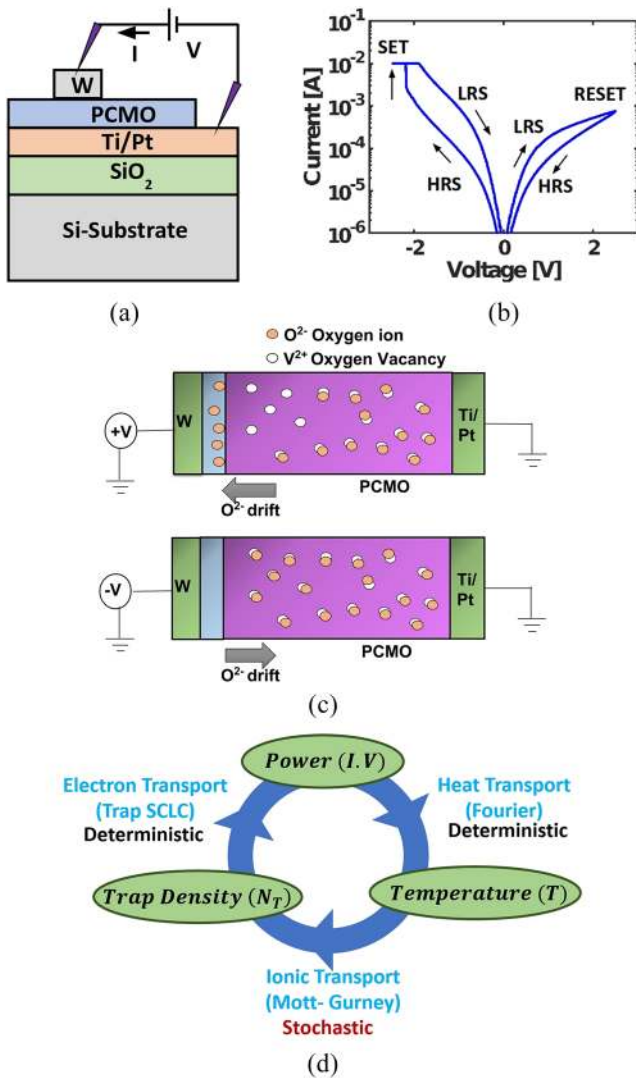 I
V
W
PCMO
Ti/Pt
SiO2
Si-Substrate
(a)
Current [A]
10-2
10-2
10-3
10-4
10-5
10-6
SET
LRS
LRS
RESET
HRS
HRS
-2
0
2
Voltage [V]
(b)
O2- Oxygen ion
V2+ Oxygen Vacancy
+V
W
Ti/
Pt
O2- drift
PCMO
-V
W
Ti/
Pt
O2- drift
PCMO
(c)
Power (I.V)
Electron Transport
(Trap SCLC)
Deterministic
Heat Transport
(Fourier)
Deterministic
Trap Density (NT)
Temperature (T)
Ionic Transport
(Mott- Gurney)
Stochastic
(d)